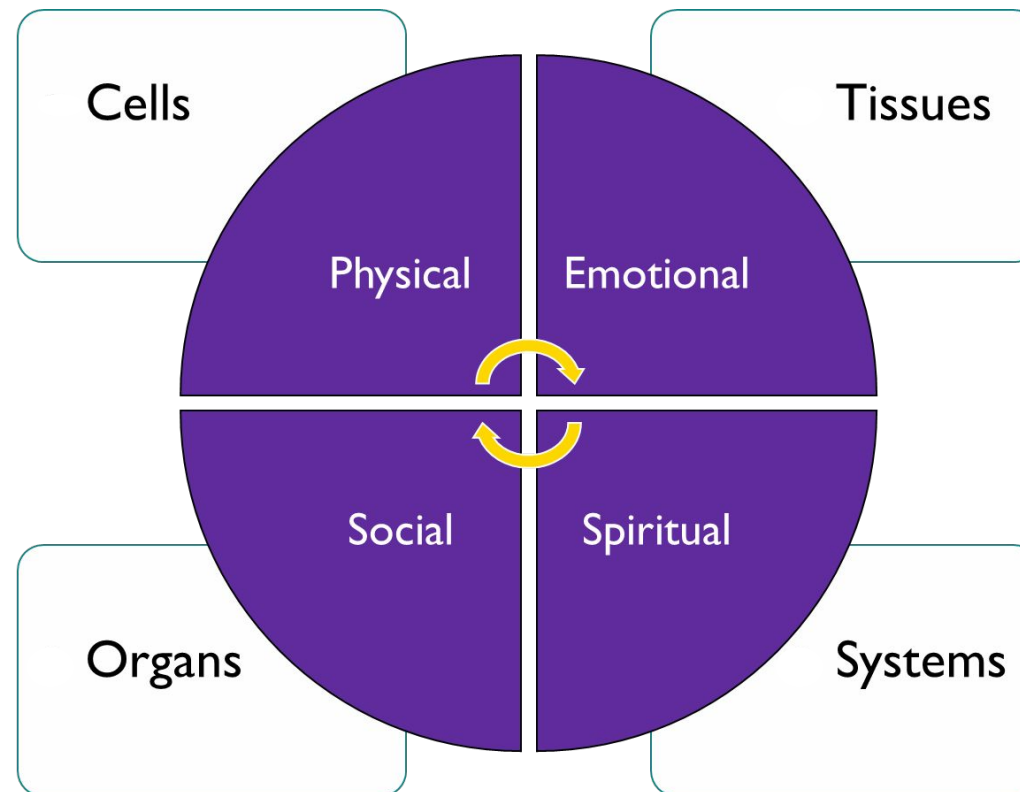 Cells
Tissues
Physical
Emotional
Social
Spiritual
Organs
Systems